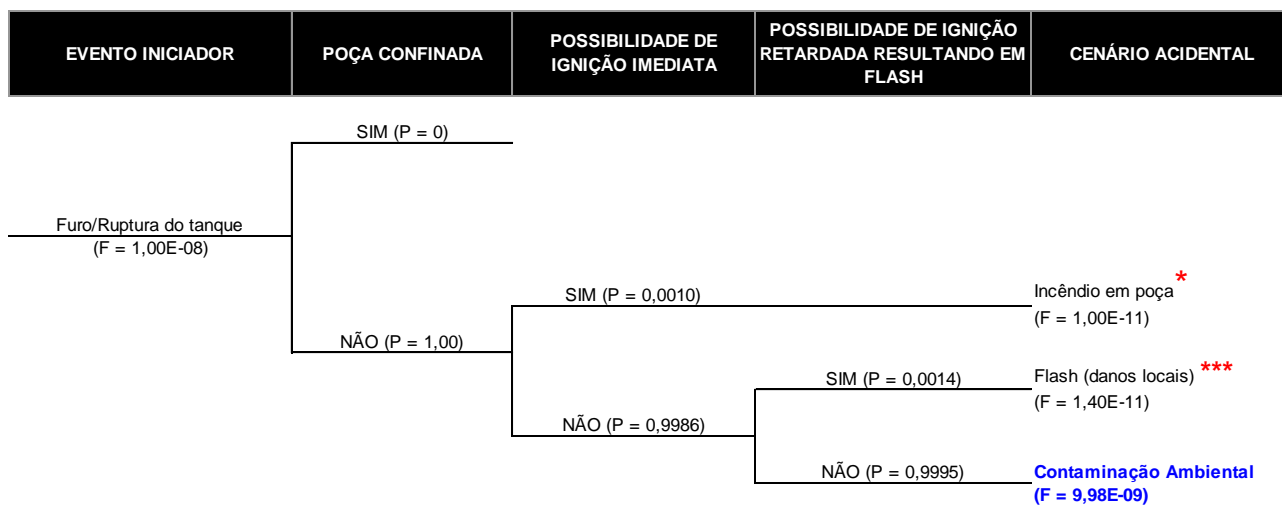 EVENTO INICIADOR
POÇA CONFINADA
POSSIBILIDADE DE
IGNIÇÃO IMEDIATA
POSSIBILIDADE DE IGNIÇÃO
RETARDADA RESULTANDO EM
FLASH
CENÁRIO ACIDENTAL
SIM (P = 0)
Furo/Ruptura do tanque
(F = 1,00E-08)
SIM (P = 0,0010)
Incêndio em poça *
(F = 1,00E-11)
NÃO (P = 1,00)
SIM (P = 0,0014)
Flash (danos locais) ***
(F = 1,40E-11)
NÃO (P = 0,9986)
NÃO (P = 0,9995)
Contaminação Ambiental
(F = 9,98E-09)